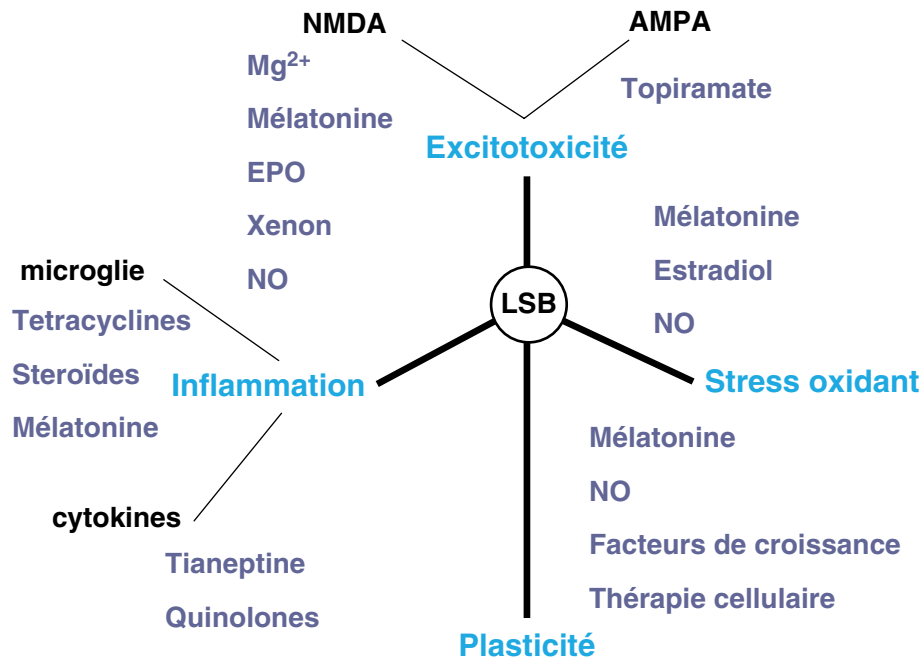 NMDA
AMPA
Mg²⁺
Topiramate
Mélatonine
Excitotoxicité
EPO
Xenon
NO
Mélatonine
Estradiol
NO
microglie
LSB
Tetracyclines
Steroïdes
Mélatonine
Inflammation
Stress oxidant
Mélatonine
NO
Facteurs de croissance
Thérapie cellulaire
cytokines
Tianeptine
Quinolones
Plasticité